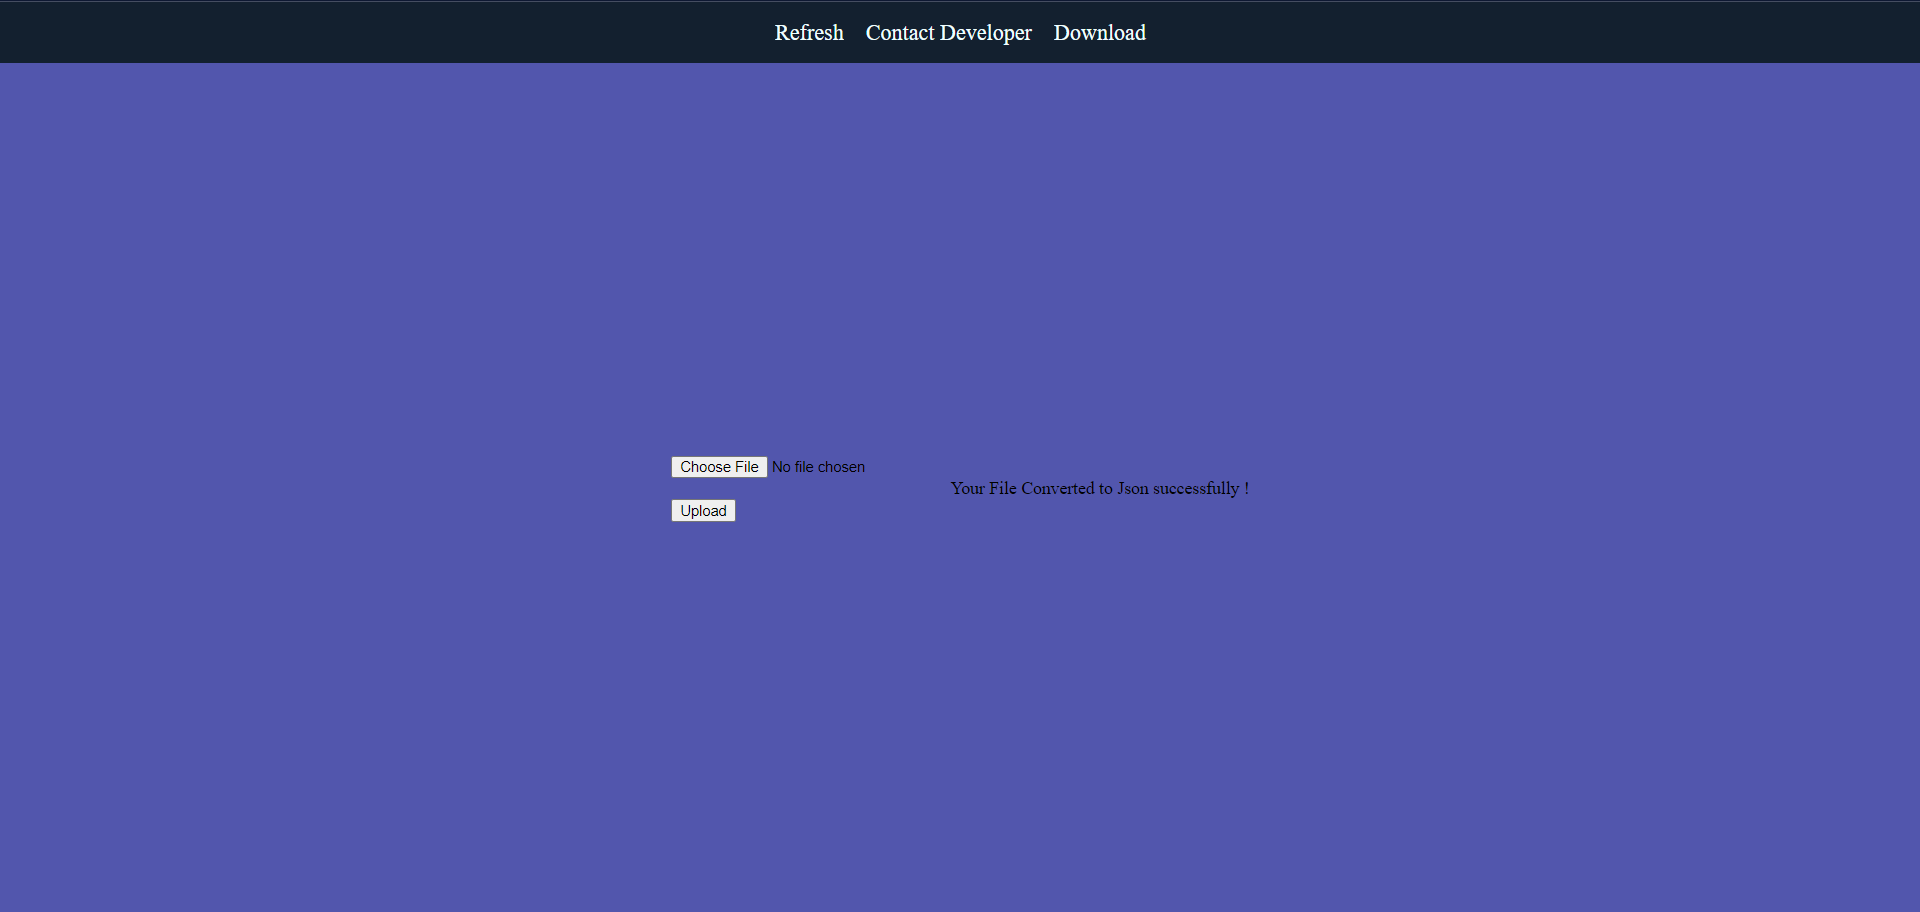 Refresh Contact Developer Download
Choose File No file chosen
Your File Converted to Json successfully !
Upload